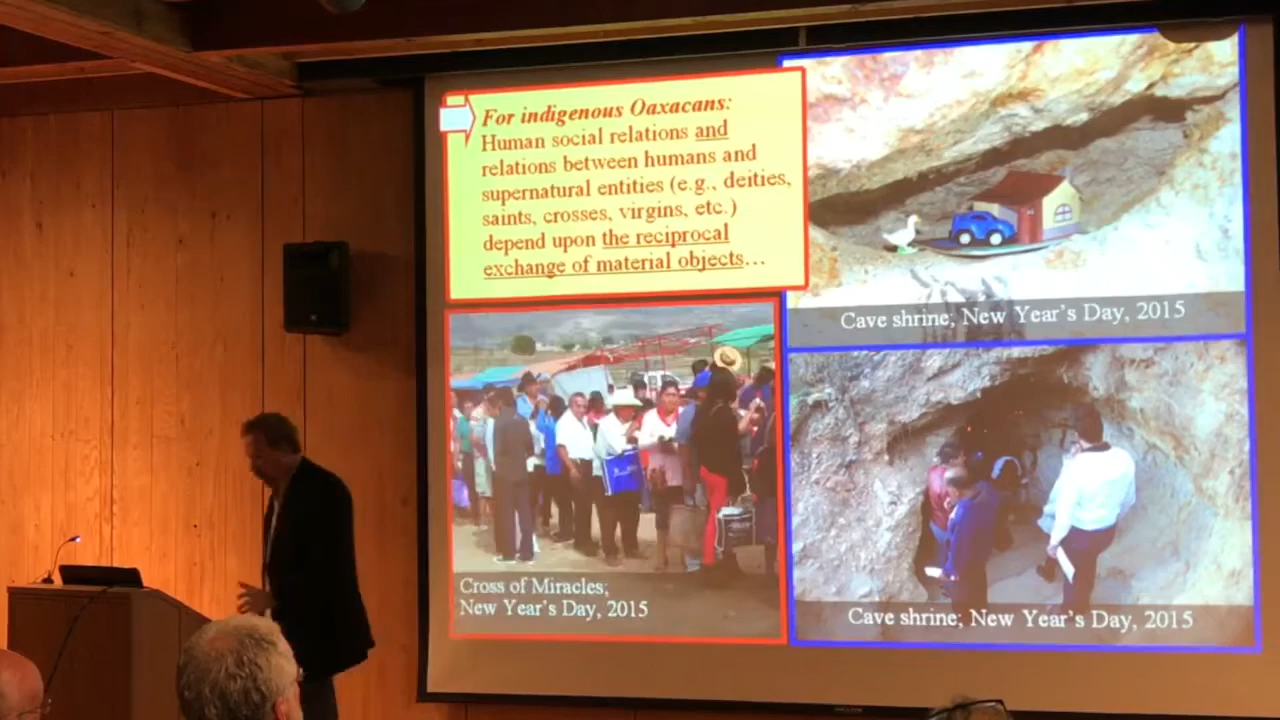 For indigenous Oaxacans:
Human social relations and
relations between humans and
supernatural entities (e.g., deities,
saints, crosses, virgins, etc.)
depend upon the reciprocal
exchange of material objects…
Cave shrine; New Year's Day, 2015
Cross of Miracles;
New Year's Day, 2015
Cave shrine; New Year's Day, 2015